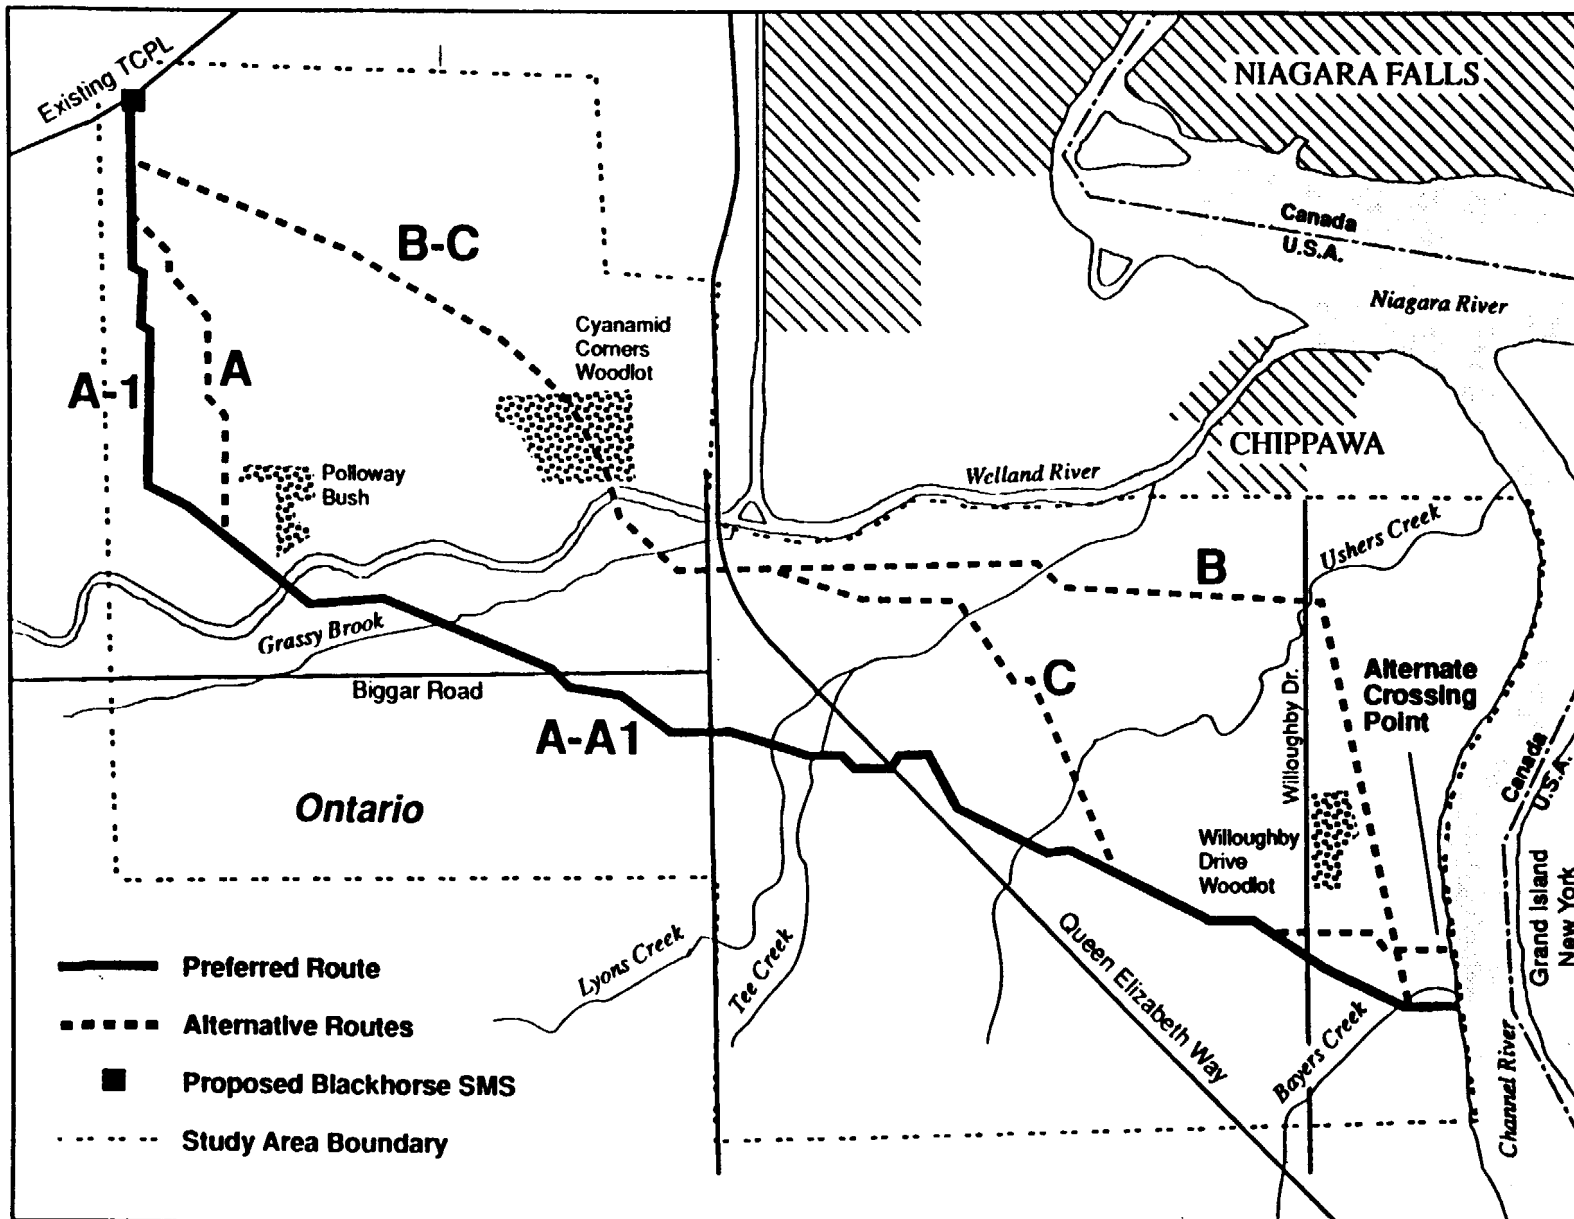 Existing TCPL
NIAGARA FALLS
Canada
U.S.A.
Niagara River
B-C
Cyanamid
Corners
Woodlot
A
A-1
Polloway
Bush
Welland River
CHIPPAWA
Ushers Creek
B
Grassy Brook
Biggar Road
C
Willoughby Dr.
Alternate
Crossing
Point
A-A1
Ontario
Canada
U.S.A.
Willoughby
Drive
Woodlot
Grand Island
New York
Lyons Creek
Tee Creek
Queen Elizabeth Way
Bayers Creek
Channel River
Preferred Route
Alternative Routes
Proposed Blackhorse SMS
Study Area Boundary